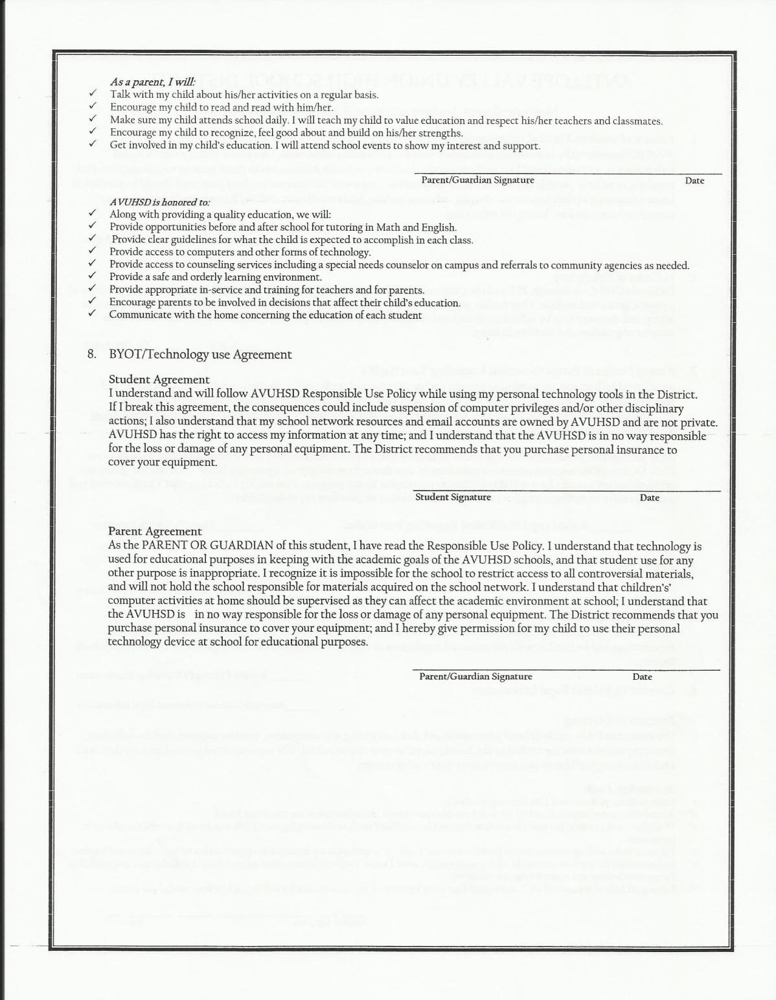 As a parent, I will:
✓ Talk with my child about his/her activities on a regular basis.
✓ Encourage my child to read and read with him/her.
✓ Make sure my child attends school daily. I will teach my child to value education and respect his/her teachers and classmates.
✓ Encourage my child to recognize, feel good about and build on his/her strengths.
✓ Get involved in my child's education. I will attend school events to show my interest and support.
Parent/Guardian Signature Date
AVUHSD is honored to:
✓ Along with providing a quality education, we will:
✓ Provide opportunities before and after school for tutoring in Math and English.
✓ Provide clear guidelines for what the child is expected to accomplish in each class.
✓ Provide access to computers and other forms of technology.
✓ Provide access to counseling services including a special needs counselor on campus and referrals to community agencies as needed.
✓ Provide a safe and orderly learning environment.
✓ Provide appropriate in-service and training for teachers and for parents.
✓ Encourage parents to be involved in decisions that affect their child's education.
✓ Communicate with the home concerning the education of each student
8. BYOT/Technology use Agreement
Student Agreement
I understand and will follow AVUHSD Responsible Use Policy while using my personal technology tools in the District.
If I break this agreement, the consequences could include suspension of computer privileges and/or other disciplinary
actions; I also understand that my school network resources and email accounts are owned by AVUHSD and are not private.
AVUHSD has the right to access my information at any time; and I understand that the AVUHSD is in no way responsible
for the loss or damage of any personal equipment. The District recommends that you purchase personal insurance to
cover your equipment.
Student Signature Date
Parent Agreement
As the PARENT OR GUARDIAN of this student, I have read the Responsible Use Policy. I understand that technology is
used for educational purposes in keeping with the academic goals of the AVUHSD schools, and that student use for any
other purpose is inappropriate. I recognize it is impossible for the school to restrict access to all controversial materials,
and will not hold the school responsible for materials acquired on the school network. I understand that children's'
computer activities at home should be supervised as they can affect the academic environment at school; I understand that
the AVUHSD is in no way responsible for the loss or damage of any personal equipment. The District recommends that you
purchase personal insurance to cover your equipment; and I hereby give permission for my child to use their personal
technology device at school for educational purposes.
Parent/Guardian Signature Date